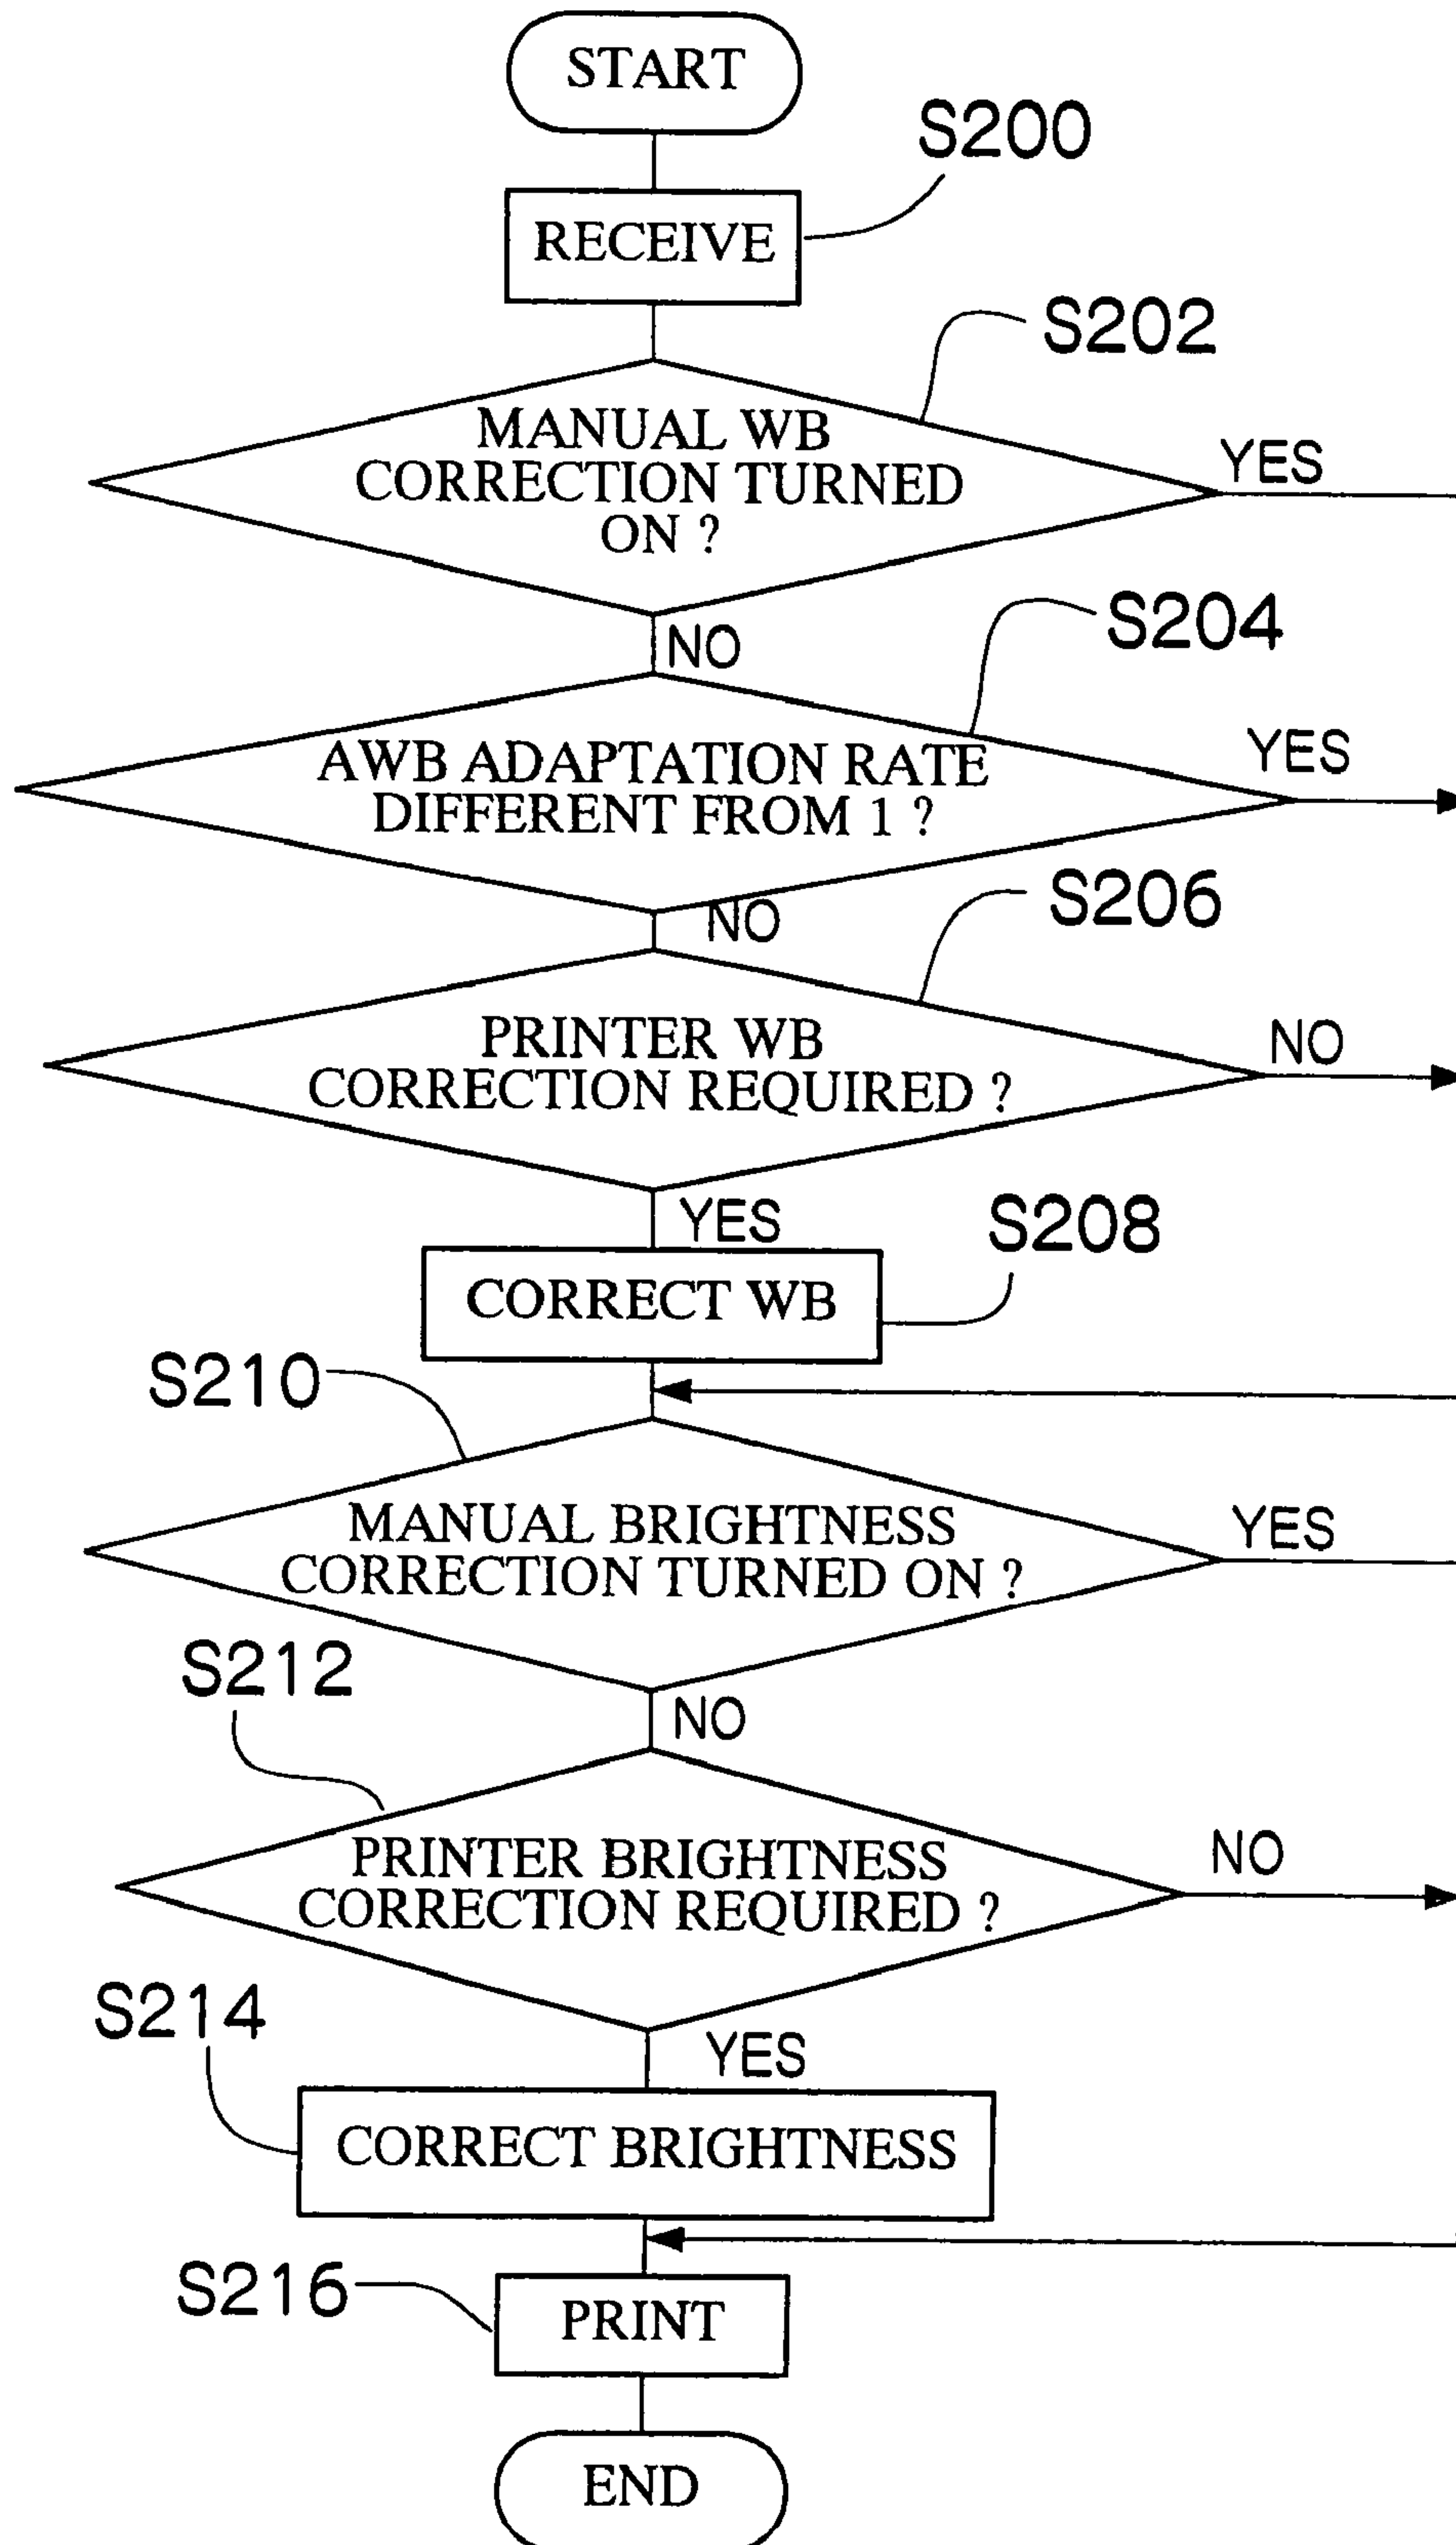 START
S200
RECEIVE
S202
MANUAL WB
CORRECTION TURNED
ON ?
YES
NO
S204
AWB ADAPTATION RATE
DIFFERENT FROM 1 ?
YES
NO
S206
PRINTER WB
CORRECTION REQUIRED ?
NO
YES
S208
CORRECT WB
S210
MANUAL BRIGHTNESS
CORRECTION TURNED ON ?
YES
S212
NO
PRINTER BRIGHTNESS
CORRECTION REQUIRED ?
NO
S214
YES
CORRECT BRIGHTNESS
S216
PRINT
END